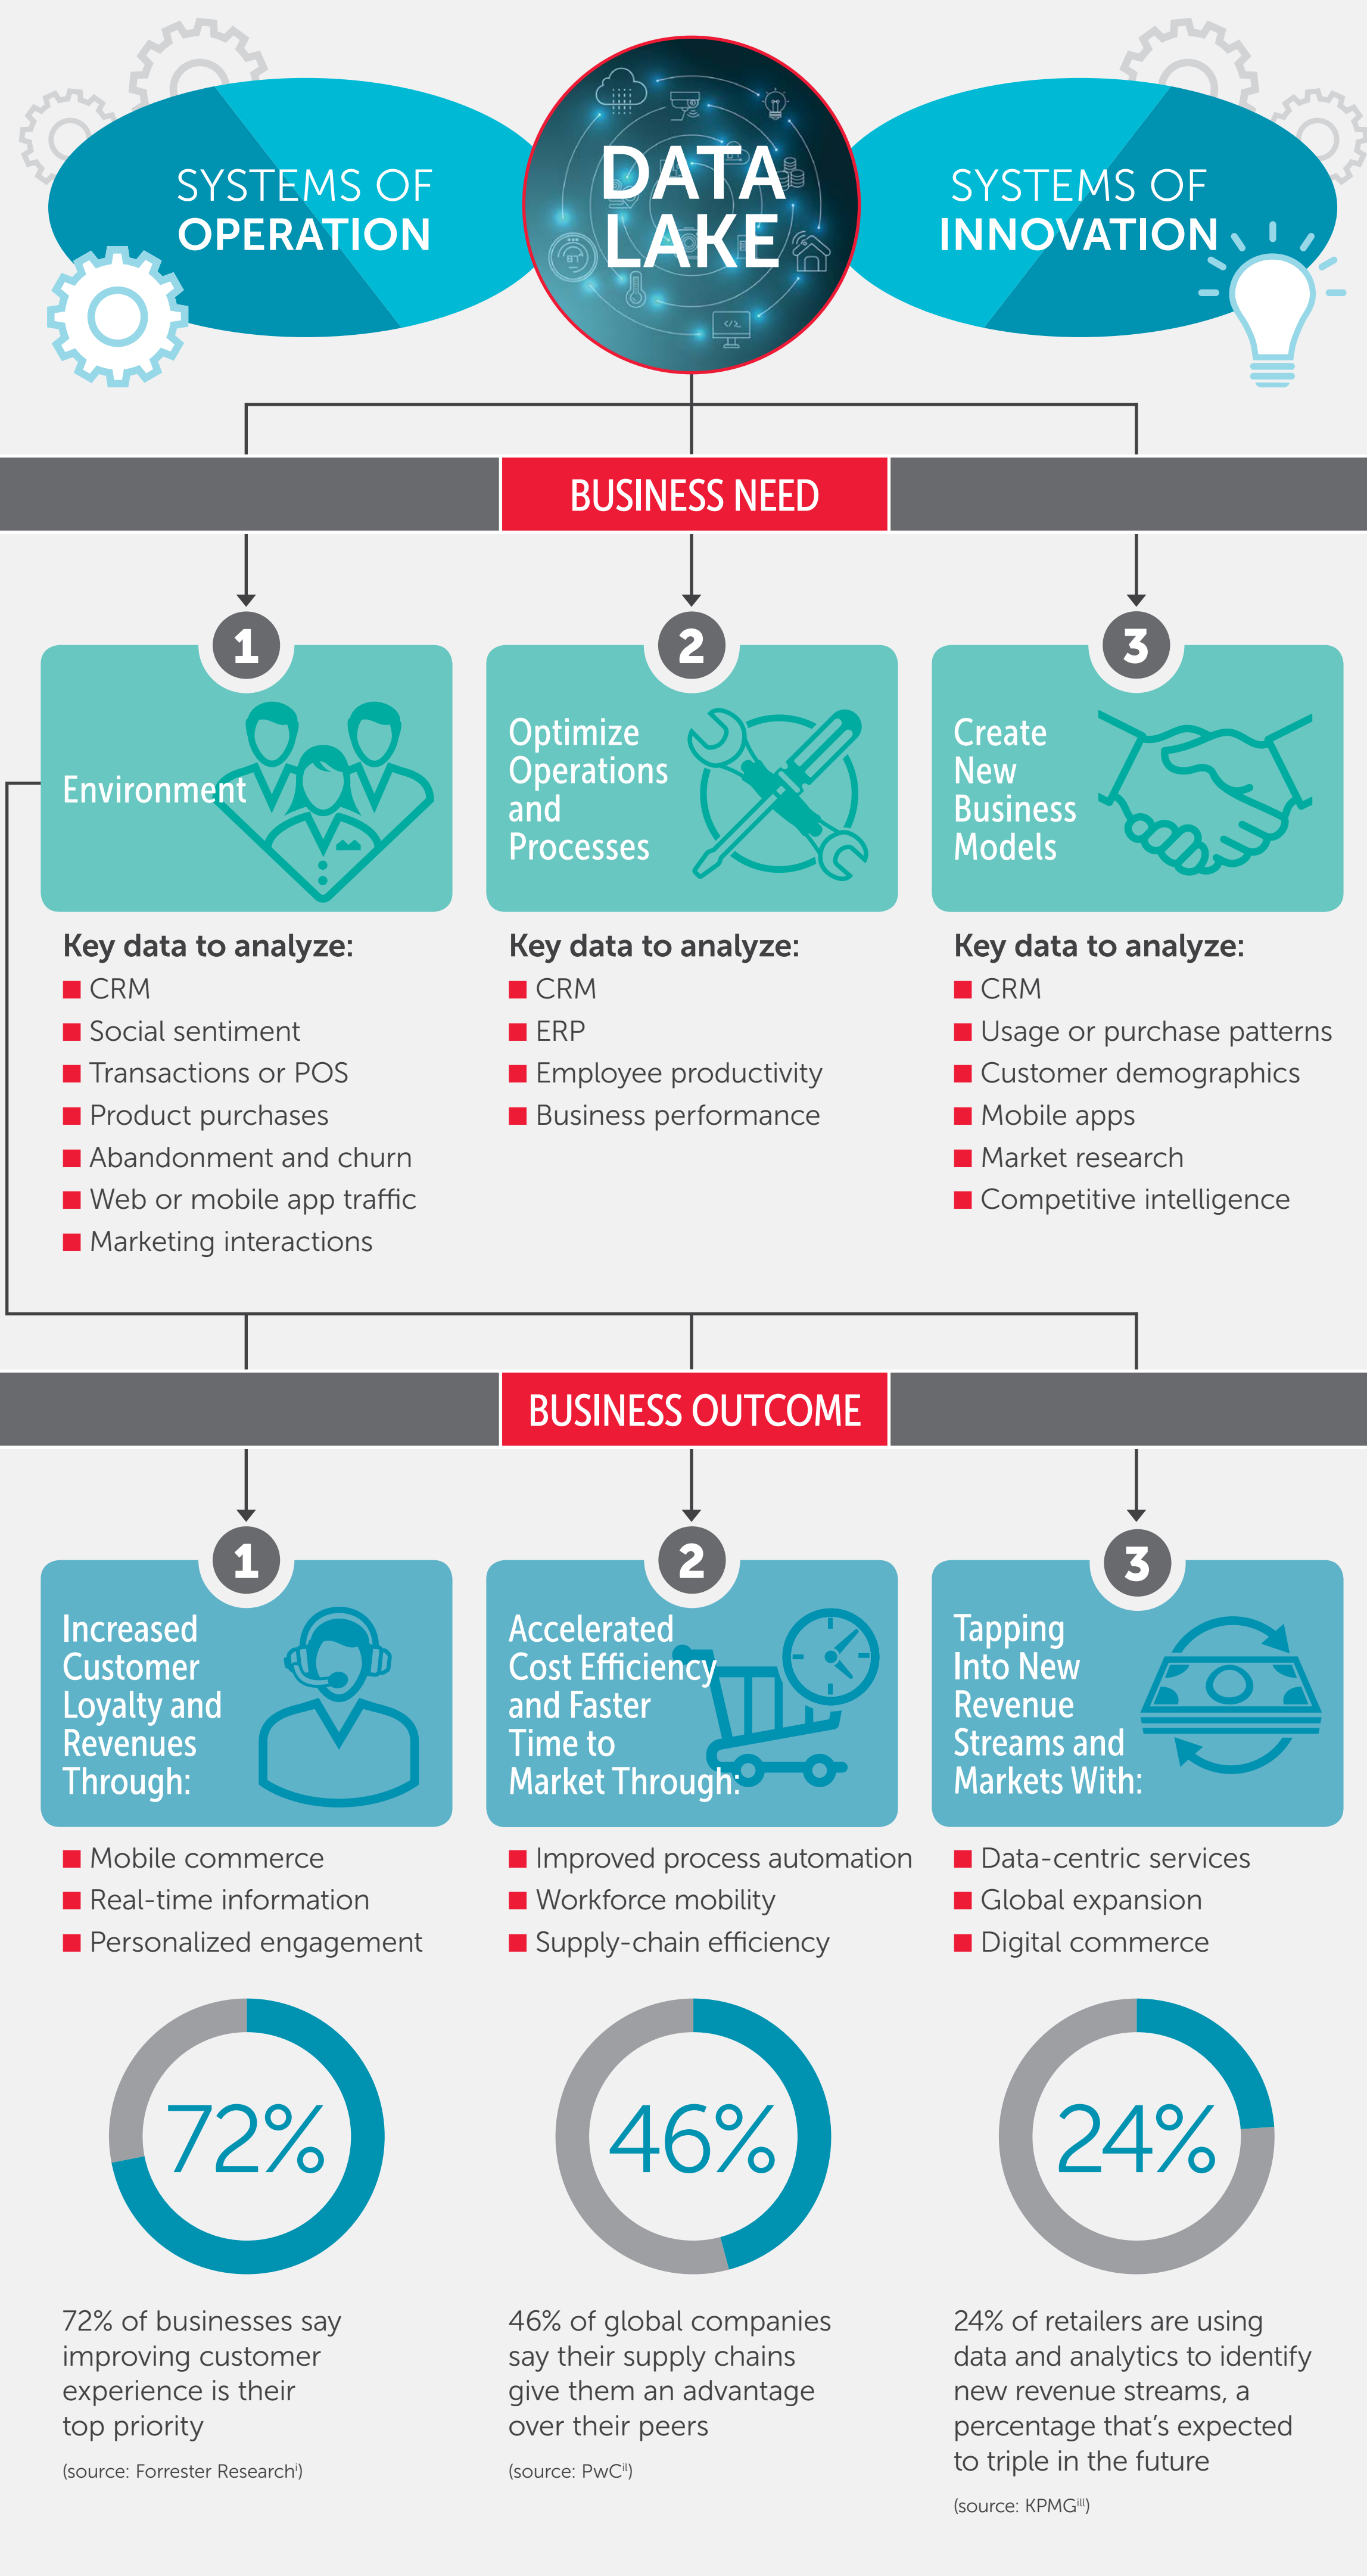 SYSTEMS OF
OPERATION
DATA
LAKE
SYSTEMS OF
INNOVATION
BUSINESS NEED
1
Environment
Key data to analyze:
CRM
Social sentiment
Transactions or POS
Product purchases
Abandonment and churn
Web or mobile app traffic
Marketing interactions
2
Optimize
Operations
and
Processes
Key data to analyze:
CRM
ERP
Employee productivity
Business performance
3
Create
New
Business
Models
Key data to analyze:
CRM
Usage or purchase patterns
Customer demographics
Mobile apps
Market research
Competitive intelligence
BUSINESS OUTCOME
1
Increased
Customer
Loyalty and
Revenues
Through:
Mobile commerce
Real-time information
Personalized engagement
72%
72% of businesses say
improving customer
experience is their
top priority
(source: Forrester Researchⁱ)
2
Accelerated
Cost Efficiency
and Faster
Time to
Market Through:
Improved process automation
Workforce mobility
Supply-chain efficiency
46%
46% of global companies
say their supply chains
give them an advantage
over their peers
(source: PwCⁱˡ)
3
Tapping
Into New
Revenue
Streams and
Markets With:
Data-centric services
Global expansion
Digital commerce
24%
24% of retailers are using
data and analytics to identify
new revenue streams, a
percentage that's expected
to triple in the future
(source: KPMGⁱˡˡ)